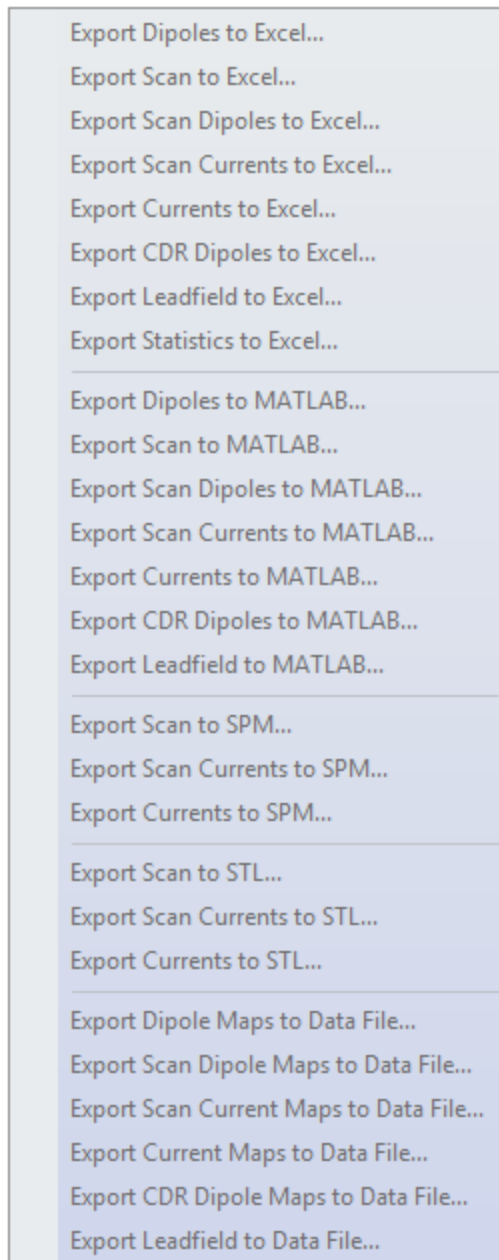 Export Dipoles to Excel...
Export Scan to Excel...
Export Scan Dipoles to Excel...
Export Scan Currents to Excel...
Export Currents to Excel...
Export CDR Dipoles to Excel...
Export Leadfield to Excel...
Export Statistics to Excel...
Export Dipoles to MATLAB...
Export Scan to MATLAB...
Export Scan Dipoles to MATLAB...
Export Scan Currents to MATLAB...
Export Currents to MATLAB...
Export CDR Dipoles to MATLAB...
Export Leadfield to MATLAB...
Export Scan to SPM...
Export Scan Currents to SPM...
Export Currents to SPM...
Export Scan to STL...
Export Scan Currents to STL...
Export Currents to STL...
Export Dipole Maps to Data File...
Export Scan Dipole Maps to Data File...
Export Scan Current Maps to Data File...
Export Current Maps to Data File...
Export CDR Dipole Maps to Data File...
Export Leadfield to Data File...